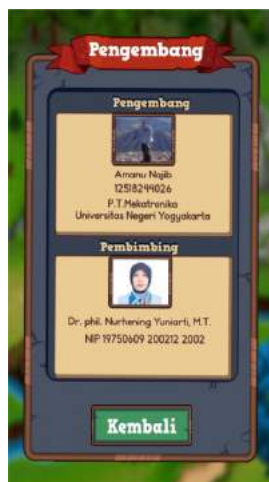 Pengembang
Pengembang
Amanu Najib
12518244026
P.T.Mekatronika
Universitas Negeri Yogyakarta
Pembimbing
Dr. phil. Nurhening Yuniarti, M.T.
NIP 19750609 200212 2002
Kembali